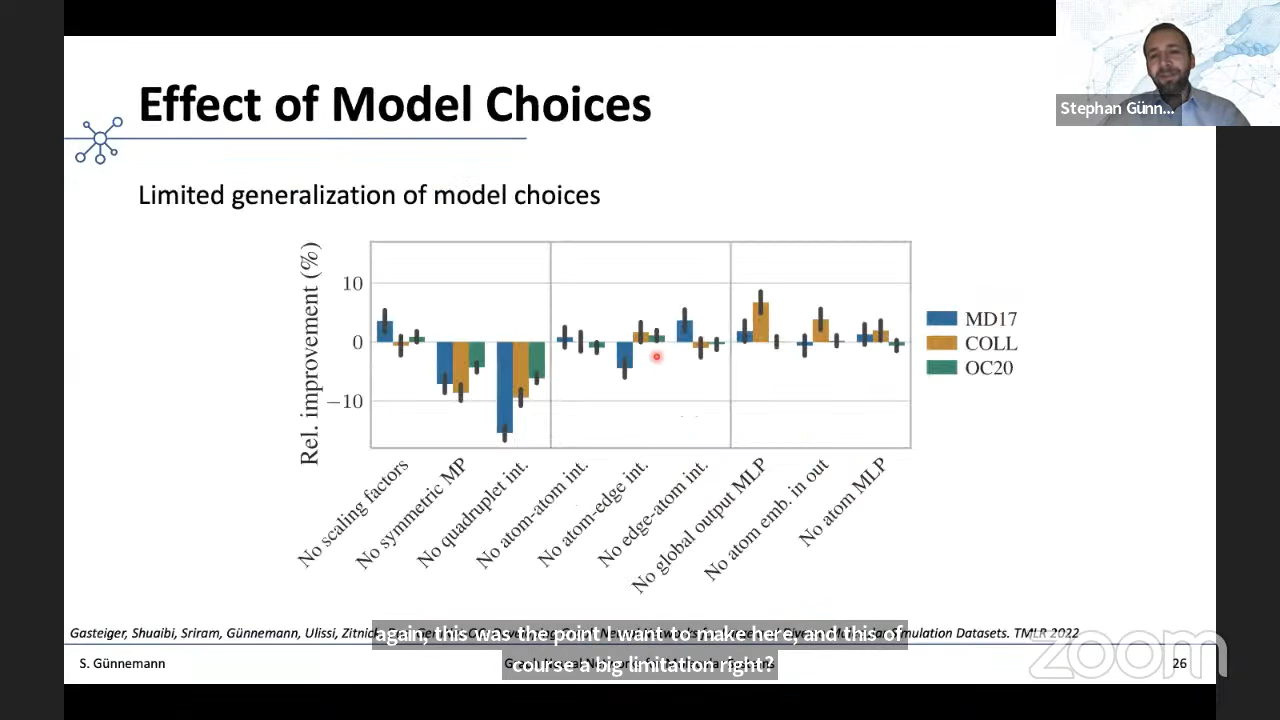 Effect of Model Choices
Stephan Günn...
Limited generalization of model choices
Rel. improvement (%)
10
0
−10
MD17
COLL
OC20
No scaling factors
No symmetric MP
No quadruplet int.
No atom-atom int.
No atom-edge int.
No edge-atom int.
No global output MLP
No atom emb. in out
No atom MLP
Gasteiger, Shuaibi, Sriram, Günnemann, Ulissi, Zitnick, Simulation Datasets. TMLR 2022
again, this was the point I want to make here, and this of
course a big limitation right?
S. Günnemann
26
zoom